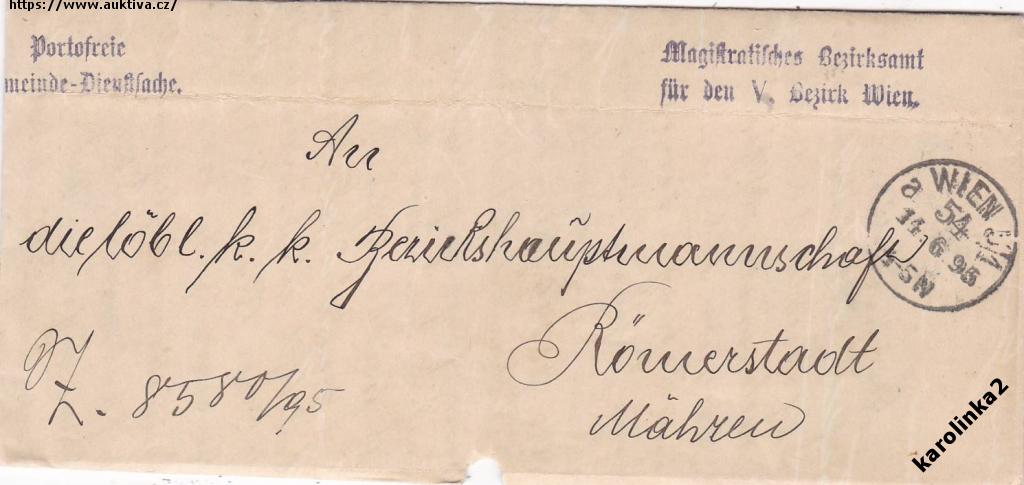 https://www.auktiva.cz/
Portofreie
meinde-Dienstsache.
Magistratisches Bezirksamt
für den V. Bezirk Wien.
An
die löbl. k. k. Bezirkshauptmannschaft
Römerstadt
Mähren
Z. 8580/95
WIEN
54
14 6 95
karolinka2